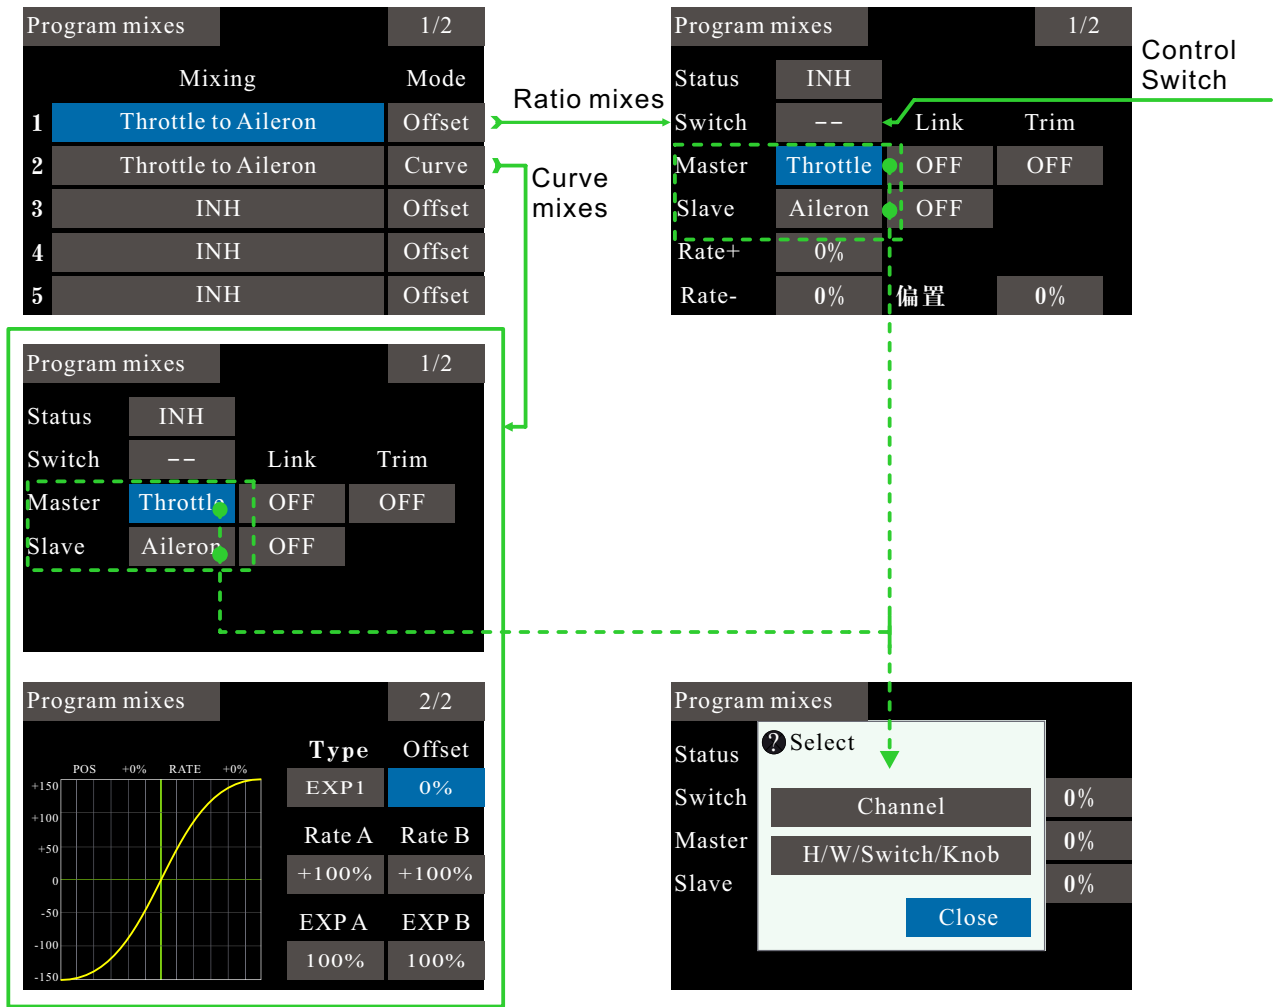 Program mixes 1/2
Mixing Mode
1 Throttle to Aileron Offset
2 Throttle to Aileron Curve
3 INH Offset
4 INH Offset
5 INH Offset
Ratio mixes
Curve
mixes
Program mixes 1/2
Status INH
Switch -- Link Trim
Master Throttle OFF OFF
Slave Aileron OFF
Rate+ 0%
Rate- 0% 偏置 0%
Control
Switch
Program mixes 1/2
Status INH
Switch -- Link Trim
Master Throttle OFF OFF
Slave Aileron OFF
Program mixes 2/2
Type Offset
POS +0% RATE +0%
EXP1 0%
+150
+100
+50
0
-50
-100
-150
Rate A Rate B
+100% +100%
EXP A EXP B
100% 100%
Program mixes
Status
Switch 0%
Master 0%
Slave 0%
? Select
Channel
H/W/Switch/Knob
Close